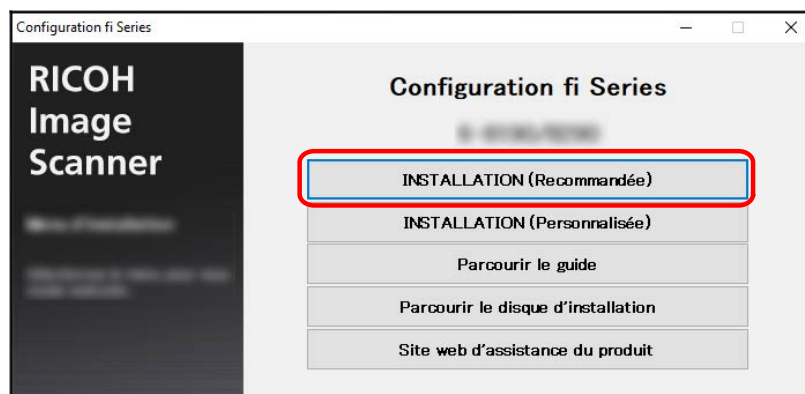 Configuration fi Series
RICOH
Image
Scanner
Configuration fi Series
INSTALLATION (Recommandée)
INSTALLATION (Personnalisée)
Parcourir le guide
Parcourir le disque d'installation
Site web d'assistance du produit